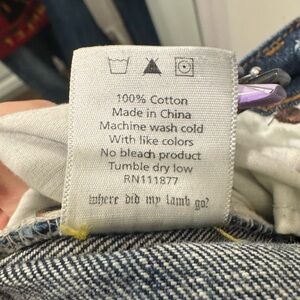 100% Cotton
Made in China
Machine wash cold
With like colors
No bleach product
Tumble dry low
RN111877
where did my lamb go?